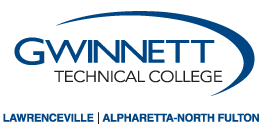 GWINNETT
TECHNICAL COLLEGE
LAWRENCEVILLE | ALPHARETTA-NORTH FULTON